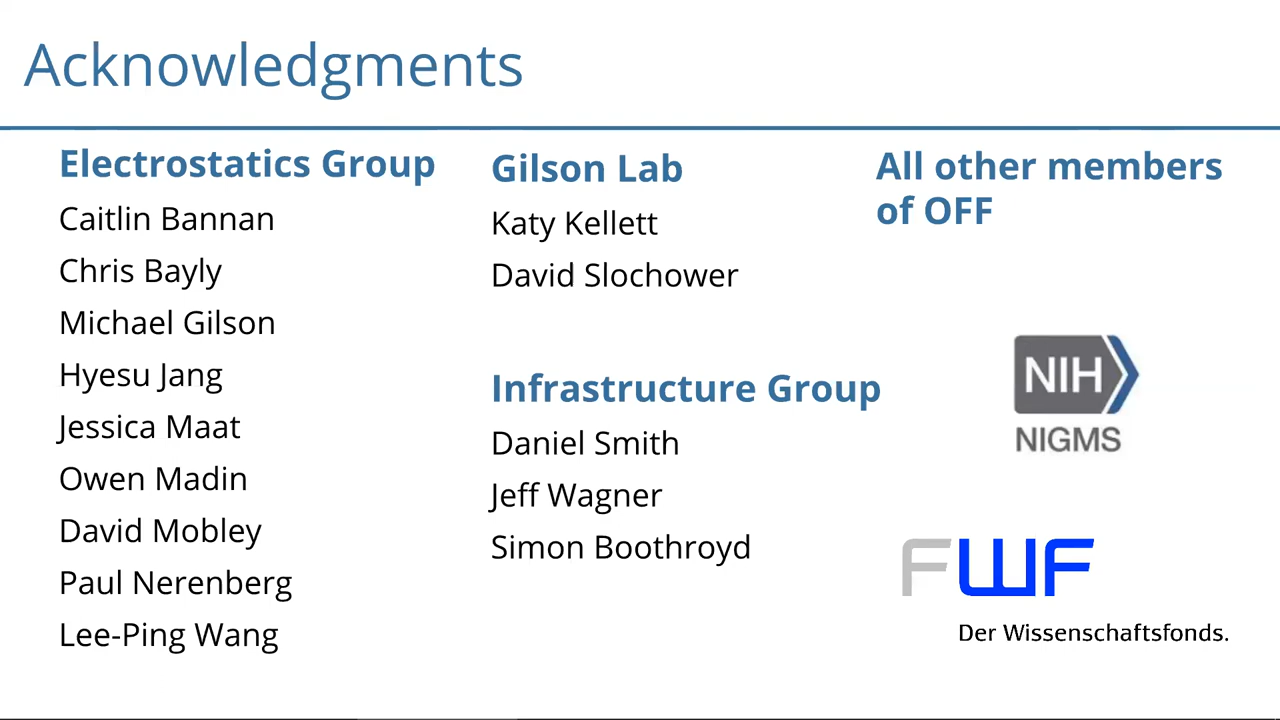 Acknowledgments
Electrostatics Group
Caitlin Bannan
Chris Bayly
Michael Gilson
Hyesu Jang
Jessica Maat
Owen Madin
David Mobley
Paul Nerenberg
Lee-Ping Wang
Gilson Lab
Katy Kellett
David Slochower
Infrastructure Group
Daniel Smith
Jeff Wagner
Simon Boothroyd
All other members
of OFF
NIH
NIGMS
FWF
Der Wissenschaftsfonds.